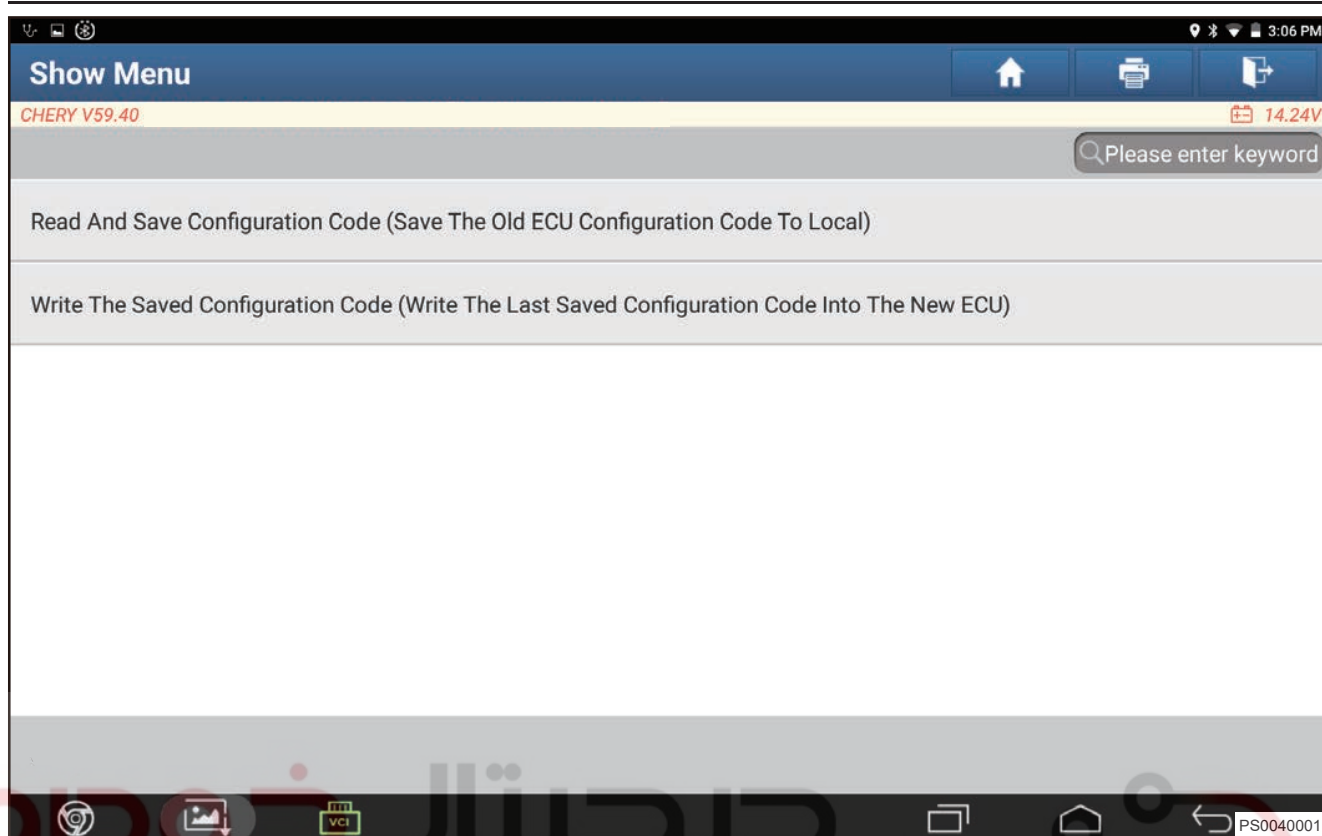 3:06 PM
Show Menu
CHERY V59.40
14.24V
Please enter keyword
Read And Save Configuration Code (Save The Old ECU Configuration Code To Local)
Write The Saved Configuration Code (Write The Last Saved Configuration Code Into The New ECU)
VCI
PS0040001